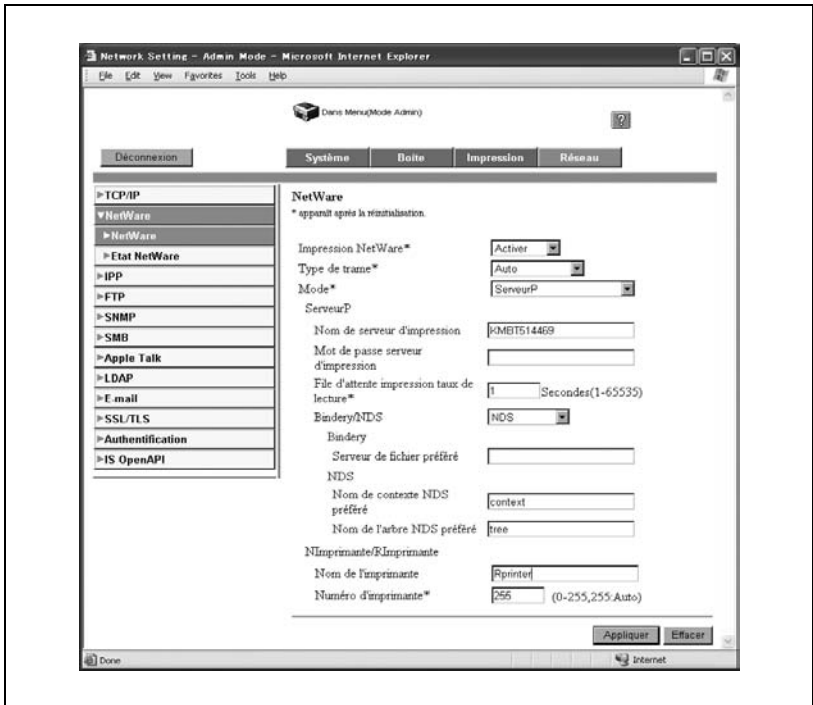 Network Setting - Admin Mode - Microsoft Internet Explorer
File Edit View Favorites Tools Help
Dans Menu(Mode Admin)
?
Déconnexion
Système Boite Impression Réseau
TCP/IP
NetWare
NetWare
Etat NetWare
IPP
FTP
SNMP
SMB
Apple Talk
LDAP
E-mail
SSL/TLS
Authentification
IS OpenAPI
NetWare
* apparaît après la réinitialisation.
Impression NetWare* Activer
Type de trame* Auto
Mode* ServeurP
ServeurP
Nom de serveur d'impression KMBT514469
Mot de passe serveur
d'impression
File d'attente impression taux de
lecture* 1 Secondes(1-65535)
Bindery/NDS NDS
Bindery
Serveur de fichier préféré
NDS
Nom de contexte NDS
préféré context
Nom de l'arbre NDS préféré tree
NImprimante/RImprimante
Nom de l'imprimante Rprinter
Numéro d'imprimante* 255 (0-255,255:Auto)
Appliquer Effacer
Done Internet